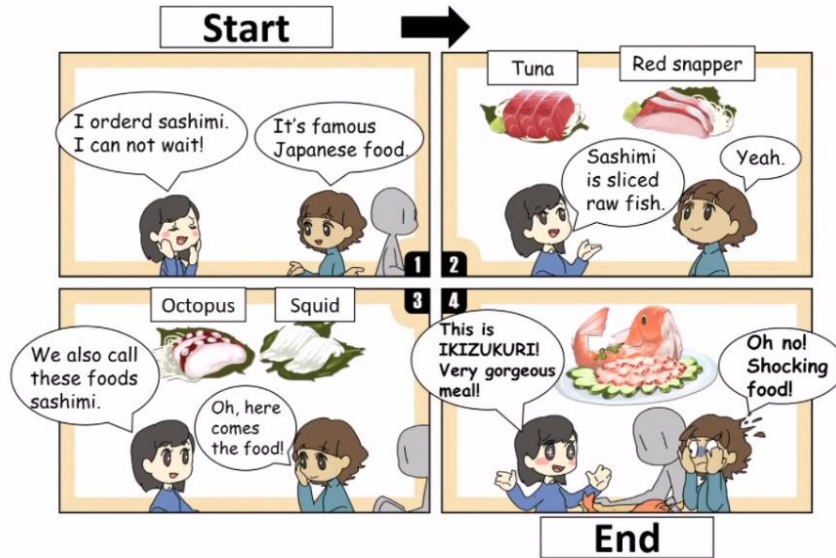 Start
I orderd sashimi.
I can not wait!
It's famous
Japanese food.
1
Tuna
Red snapper
Sashimi
is sliced
raw fish.
Yeah.
2
Octopus
Squid
We also call
these foods
sashimi.
Oh, here
comes
the food!
3
4
This is
IKIZUKURI!
Very gorgeous
meal!
Oh no!
Shocking
food!
End